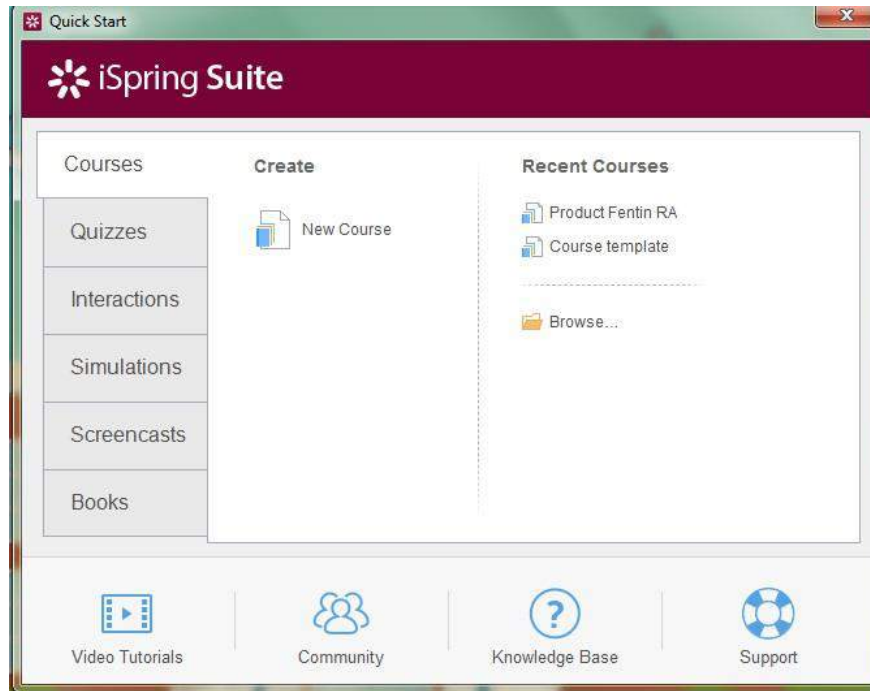 Quick Start
iSpring Suite
Courses
Quizzes
Interactions
Simulations
Screencasts
Books
Create
New Course
Recent Courses
Product Fentin RA
Course template
Browse...
Video Tutorials
Community
Knowledge Base
Support